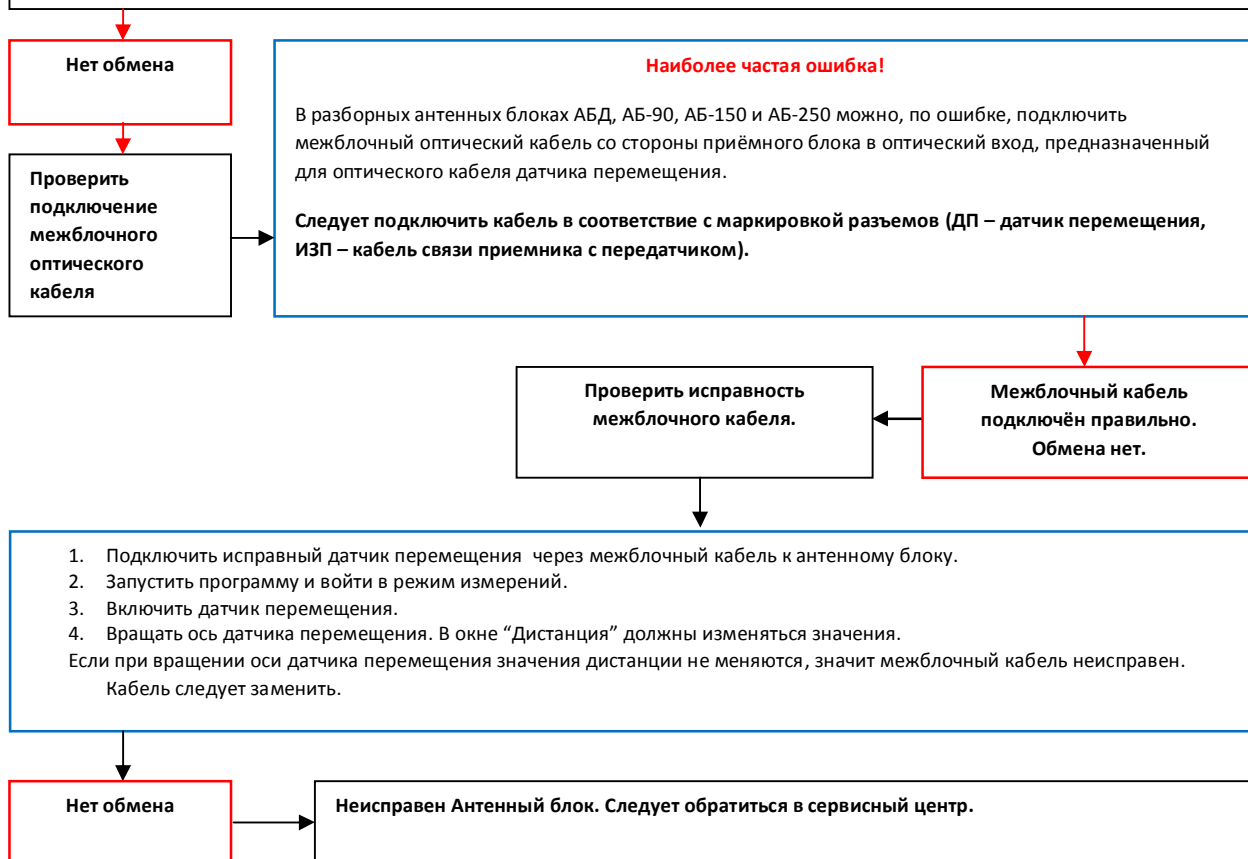 Нет обмена
Наиболее частая ошибка!
В разборных антенных блоках АБД, АБ-90, АБ-150 и АБ-250 можно, по ошибке, подключить
межблочный оптический кабель со стороны приёмного блока в оптический вход, предназначенный
для оптического кабеля датчика перемещения.
Следует подключить кабель в соответствие с маркировкой разъемов (ДП – датчик перемещения,
ИЗП – кабель связи приемника с передатчиком).
Проверить
подключение
межблочного
оптического
кабеля
Проверить исправность
межблочного кабеля.
Межблочный кабель
подключён правильно.
Обмена нет.
1. Подключить исправный датчик перемещения через межблочный кабель к антенному блоку.
2. Запустить программу и войти в режим измерений.
3. Включить датчик перемещения.
4. Вращать ось датчика перемещения. В окне “Дистанция” должны изменяться значения.
Если при вращении оси датчика перемещения значения дистанции не меняются, значит межблочный кабель неисправен.
Кабель следует заменить.
Нет обмена
Неисправен Антенный блок. Следует обратиться в сервисный центр.